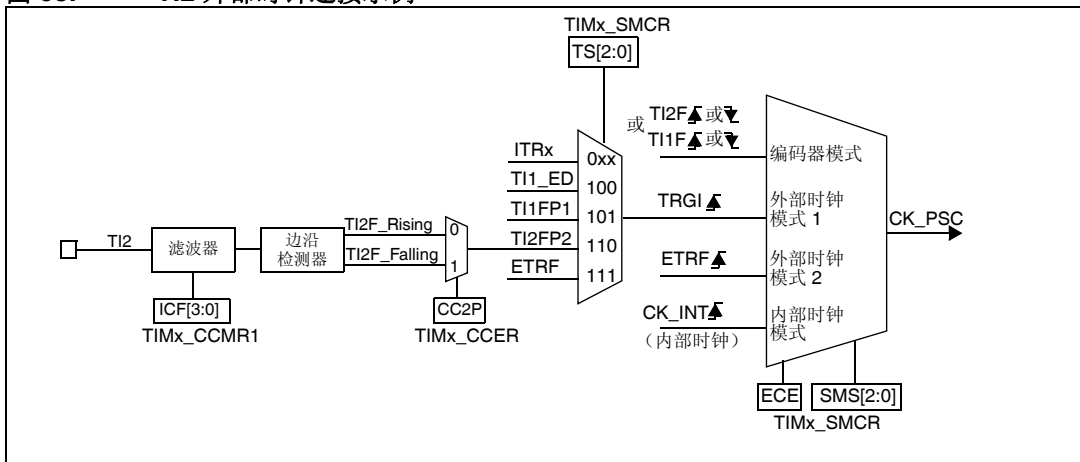 TIMx_SMCR
TS[2:0]
TI2F 或
或
TI1F 或
编码器模式
ITRx
0xx
TI1_ED
100
TI1FP1
101
TRGI
外部时钟
模式 1
CK_PSC
TI2
滤波器
边沿
检测器
TI2F_Rising
0
TI2F_Falling
1
TI2FP2
110
ETRF
111
ETRF
外部时钟
模式 2
ICF[3:0]
TIMx_CCMR1
CC2P
TIMx_CCER
CK_INT
（内部时钟）
内部时钟
模式
ECE
SMS[2:0]
TIMx_SMCR